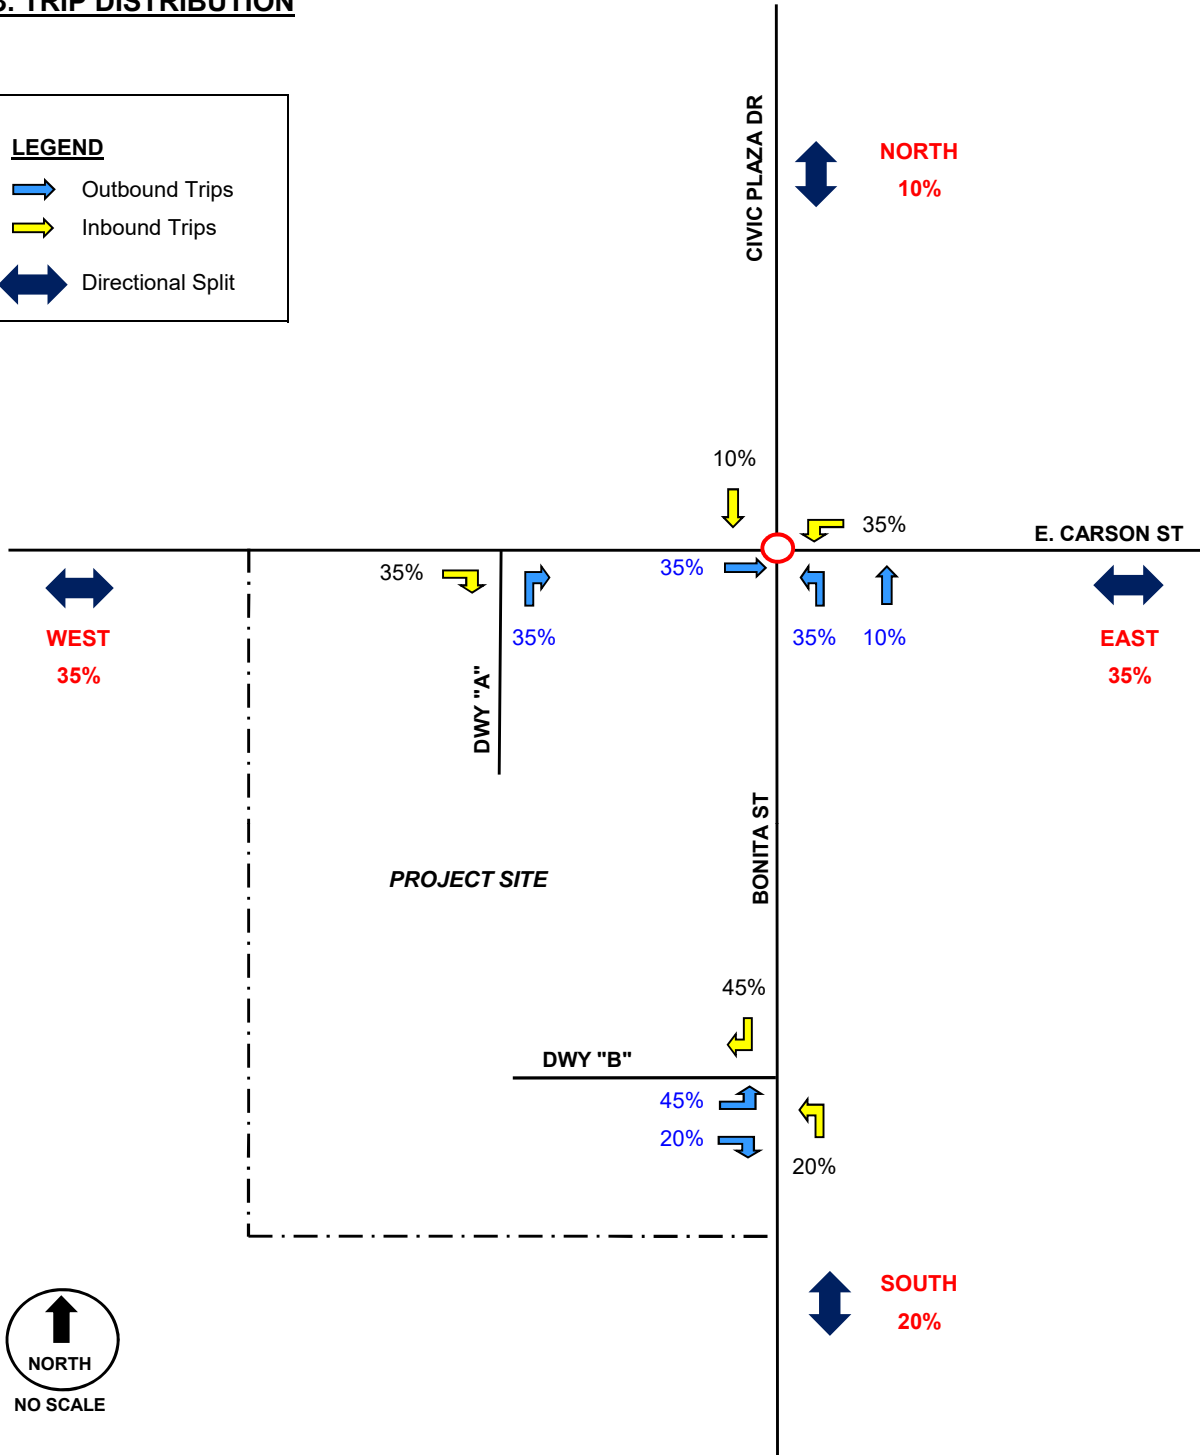 TRIP DISTRIBUTION
LEGEND
Outbound Trips
Inbound Trips
Directional Split
CIVIC PLAZA DR
NORTH
10%
10%
35%
E. CARSON ST
35%
35%
WEST
35%
35%
35%
10%
EAST
35%
DWY "A"
BONITA ST
PROJECT SITE
45%
DWY "B"
45%
20%
20%
SOUTH
20%
NORTH
NO SCALE